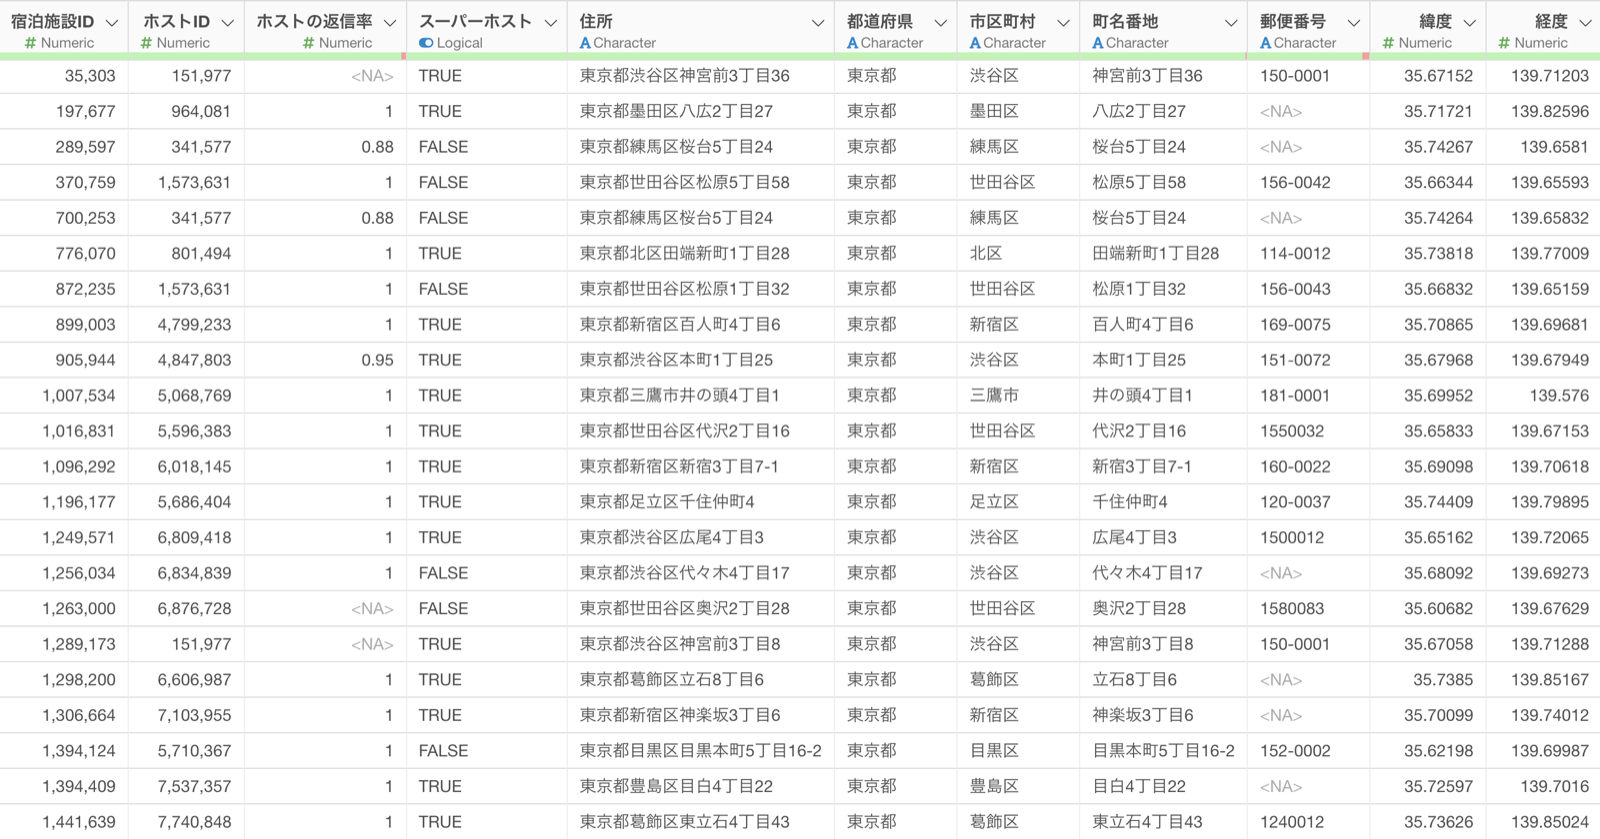 宿泊施設ID ホストID ホストの返信率 スーパーホスト 住所 都道府県 市区町村 町名番地 郵便番号 緯度 経度
# Numeric # Numeric # Numeric Logical A Character A Character A Character A Character A Character # Numeric # Numeric
35,303 151,977 <NA> TRUE 東京都渋谷区神宮前3丁目36 東京都 渋谷区 神宮前3丁目36 150-0001 35.67152 139.71203
197,677 964,081 1 TRUE 東京都墨田区八広2丁目27 東京都 墨田区 八広2丁目27 <NA> 35.71721 139.82596
289,597 341,577 0.88 FALSE 東京都練馬区桜台5丁目24 東京都 練馬区 桜台5丁目24 <NA> 35.74267 139.6581
370,759 1,573,631 1 FALSE 東京都世田谷区松原5丁目58 東京都 世田谷区 松原5丁目58 156-0042 35.66344 139.65593
700,253 341,577 0.88 FALSE 東京都練馬区桜台5丁目24 東京都 練馬区 桜台5丁目24 <NA> 35.74264 139.65832
776,070 801,494 1 TRUE 東京都北区田端新町1丁目28 東京都 北区 田端新町1丁目28 114-0012 35.73818 139.77009
872,235 1,573,631 1 FALSE 東京都世田谷区松原1丁目32 東京都 世田谷区 松原1丁目32 156-0043 35.66832 139.65159
899,003 4,799,233 1 TRUE 東京都新宿区百人町4丁目6 東京都 新宿区 百人町4丁目6 169-0075 35.70865 139.69681
905,944 4,847,803 0.95 TRUE 東京都渋谷区本町1丁目25 東京都 渋谷区 本町1丁目25 151-0072 35.67968 139.67949
1,007,534 5,068,769 1 TRUE 東京都三鷹市井の頭4丁目1 東京都 三鷹市 井の頭4丁目1 181-0001 35.69952 139.576
1,016,831 5,596,383 1 TRUE 東京都世田谷区代沢2丁目16 東京都 世田谷区 代沢2丁目16 1550032 35.65833 139.67153
1,096,292 6,018,145 1 TRUE 東京都新宿区新宿3丁目7-1 東京都 新宿区 新宿3丁目7-1 160-0022 35.69098 139.70618
1,196,177 5,686,404 1 TRUE 東京都足立区千住仲町4 東京都 足立区 千住仲町4 120-0037 35.74409 139.79895
1,249,571 6,809,418 1 TRUE 東京都渋谷区広尾4丁目3 東京都 渋谷区 広尾4丁目3 1500012 35.65162 139.72065
1,256,034 6,834,839 1 FALSE 東京都渋谷区代々木4丁目17 東京都 渋谷区 代々木4丁目17 <NA> 35.68092 139.69273
1,263,000 6,876,728 <NA> FALSE 東京都世田谷区奥沢2丁目28 東京都 世田谷区 奥沢2丁目28 1580083 35.60682 139.67629
1,289,173 151,977 <NA> TRUE 東京都渋谷区神宮前3丁目8 東京都 渋谷区 神宮前3丁目8 150-0001 35.67058 139.71288
1,298,200 6,606,987 1 TRUE 東京都葛飾区立石8丁目6 東京都 葛飾区 立石8丁目6 <NA> 35.7385 139.85167
1,306,664 7,103,955 1 TRUE 東京都新宿区神楽坂3丁目6 東京都 新宿区 神楽坂3丁目6 <NA> 35.70099 139.74012
1,394,124 5,710,367 1 FALSE 東京都目黒区目黒本町5丁目16-2 東京都 目黒区 目黒本町5丁目16-2 152-0002 35.62198 139.69987
1,394,409 7,537,357 1 TRUE 東京都豊島区目白4丁目22 東京都 豊島区 目白4丁目22 <NA> 35.72597 139.7016
1,441,639 7,740,848 1 TRUE 東京都葛飾区東立石4丁目43 東京都 葛飾区 東立石4丁目43 1240012 35.73626 139.85024